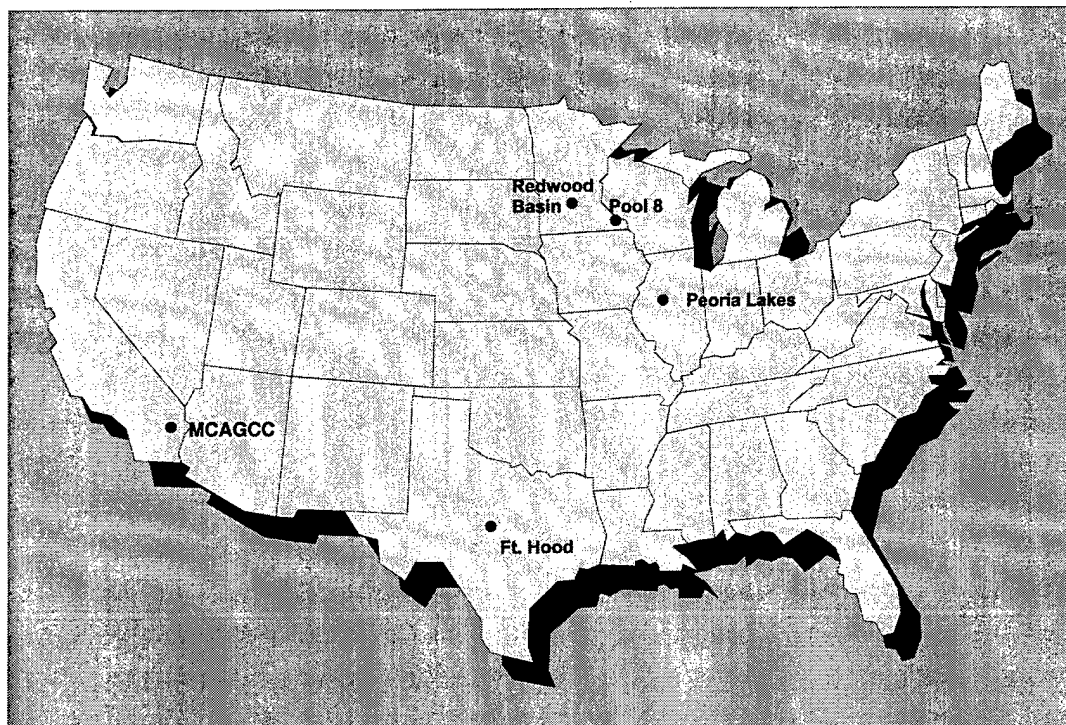 Redwood
Basin
Pool 8
Peoria Lakes
MCAGCC
Ft. Hood